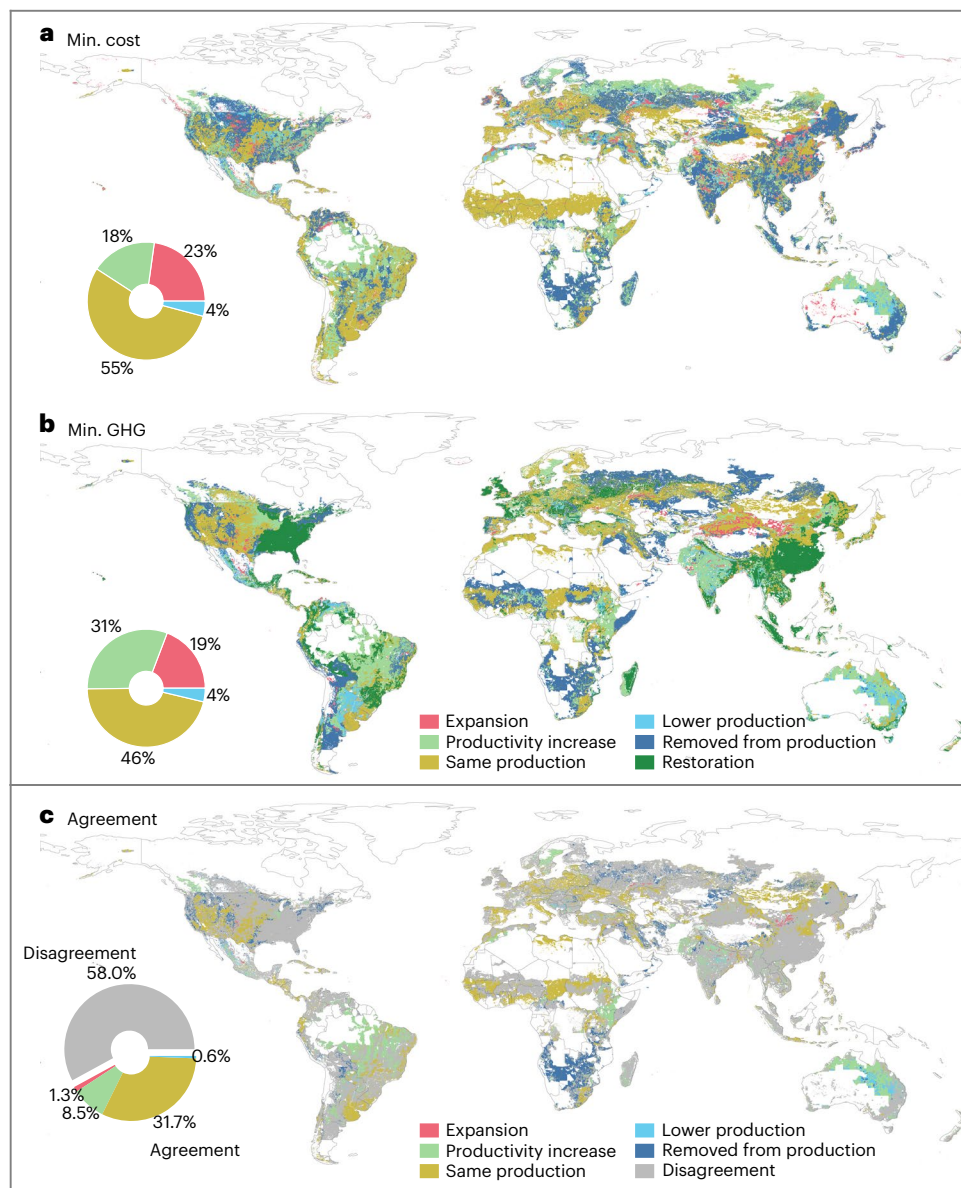 a Min. cost
18%
23%
4%
55%
b Min. GHG
31%
19%
4%
46%
Expansion
Productivity increase
Same production
Lower production
Removed from production
Restoration
c Agreement
Disagreement
58.0%
0.6%
1.3%
8.5%
31.7%
Agreement
Expansion
Productivity increase
Same production
Lower production
Removed from production
Disagreement